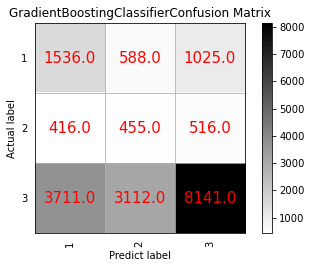 GradientBoostingClassifierConfusion Matrix
1
1536.0 588.0 1025.0
2
416.0 455.0 516.0
3
3711.0 3112.0 8141.0
1 2 3
Actual label
Predict label
8000
7000
6000
5000
4000
3000
2000
1000